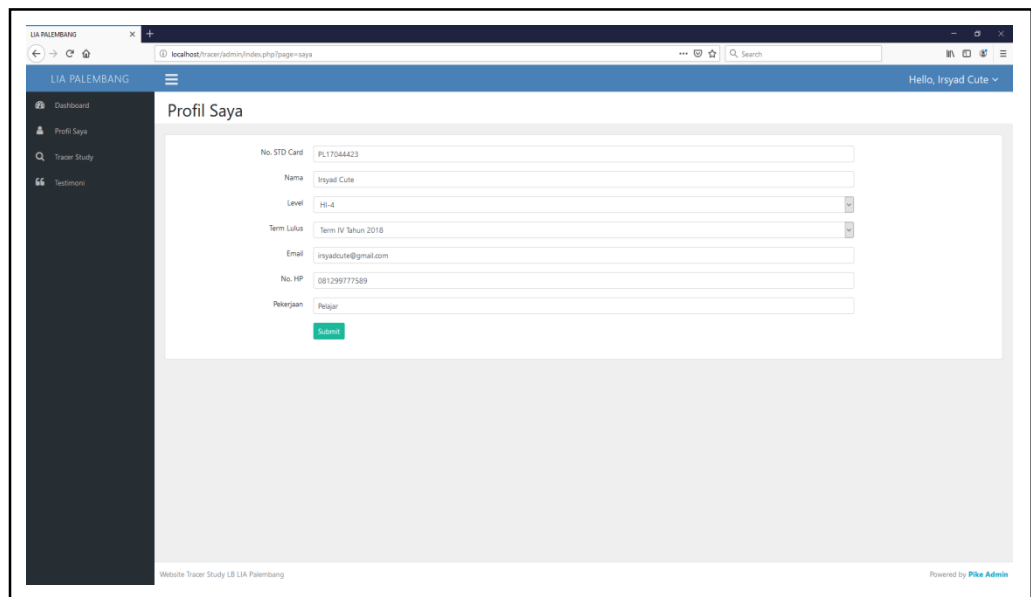 LIA PALEMBANG
localhost/tracer/admin/index.php?page=saya
Search
LIA PALEMBANG
Hello, Irsyad Cute
Dashboard
Profil Saya
Tracer Study
Testimoni
Profil Saya
No. STD Card PL17044423
Nama Irsyad Cute
Level HI-4
Term Lulus Term IV Tahun 2018
Email irsyadcute@gmail.com
No. HP 081299777589
Pekerjaan Pelajar
Submit
Website Tracer Study LB LIA Palembang
Powered by Pike Admin